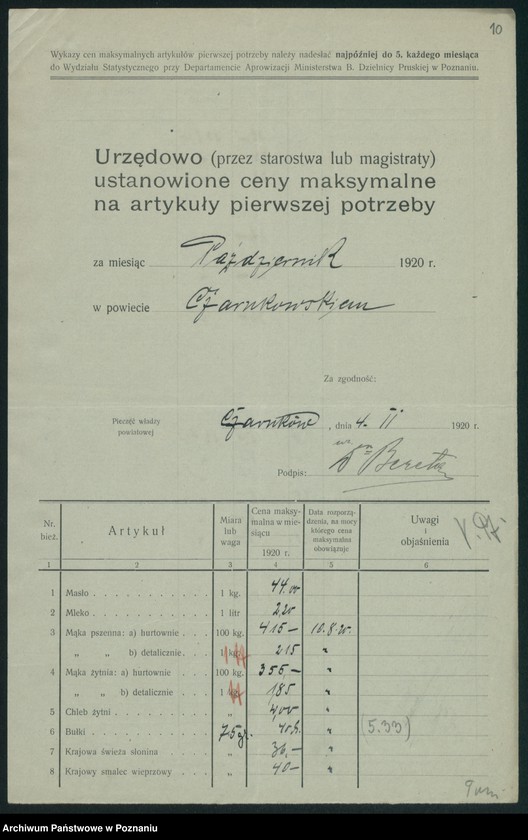 10
Wykazy cen maksymalnych artykułów pierwszej potrzeby należy nadesłać najpóźniej do 5. każdego miesiąca
do Wydziału Statystycznego przy Departamencie Aprowizacji Ministerstwa B. Dzielnicy Pruskiej w Poznaniu.
Urzędowo (przez starostwa lub magistraty)
ustanowione ceny maksymalne
na artykuły pierwszej potrzeby
za miesiąc Październik 1920 r.
w powiecie Czarnkowskiem
Za zgodność:
Pieczęć władzy
powiatowej
Czarnków, dnia 4. II 1920 r.
Podpis:
Nr. bież. Artykuł Miara lub waga Cena maksymalna w miesiącu 1920 r. Data rozporządzenia, na mocy którego cena maksymalna obowiązuje Uwagi i objaśnienia
1 2 3 4 5 6
1 Masło 1 kg. 44.00
2 Mleko 1 litr 2,20
3 Mąka pszenna: a) hurtownie 100 kg. 415— 10.8.20.
„ „ b) detalicznie 1 kg. 215 "
4 Mąka żytnia: a) hurtownie 100 kg. 355,— "
„ „ b) detalicznie 1 185 "
5 Chleb żytni „ 4,00 "
6 Bułki 75 gr. "  (5.33)
7 Krajowa świeża słonina „ 36,— "
8 Krajowy smalec wieprzowy „ 40— "
Archiwum Państwowe w Poznaniu